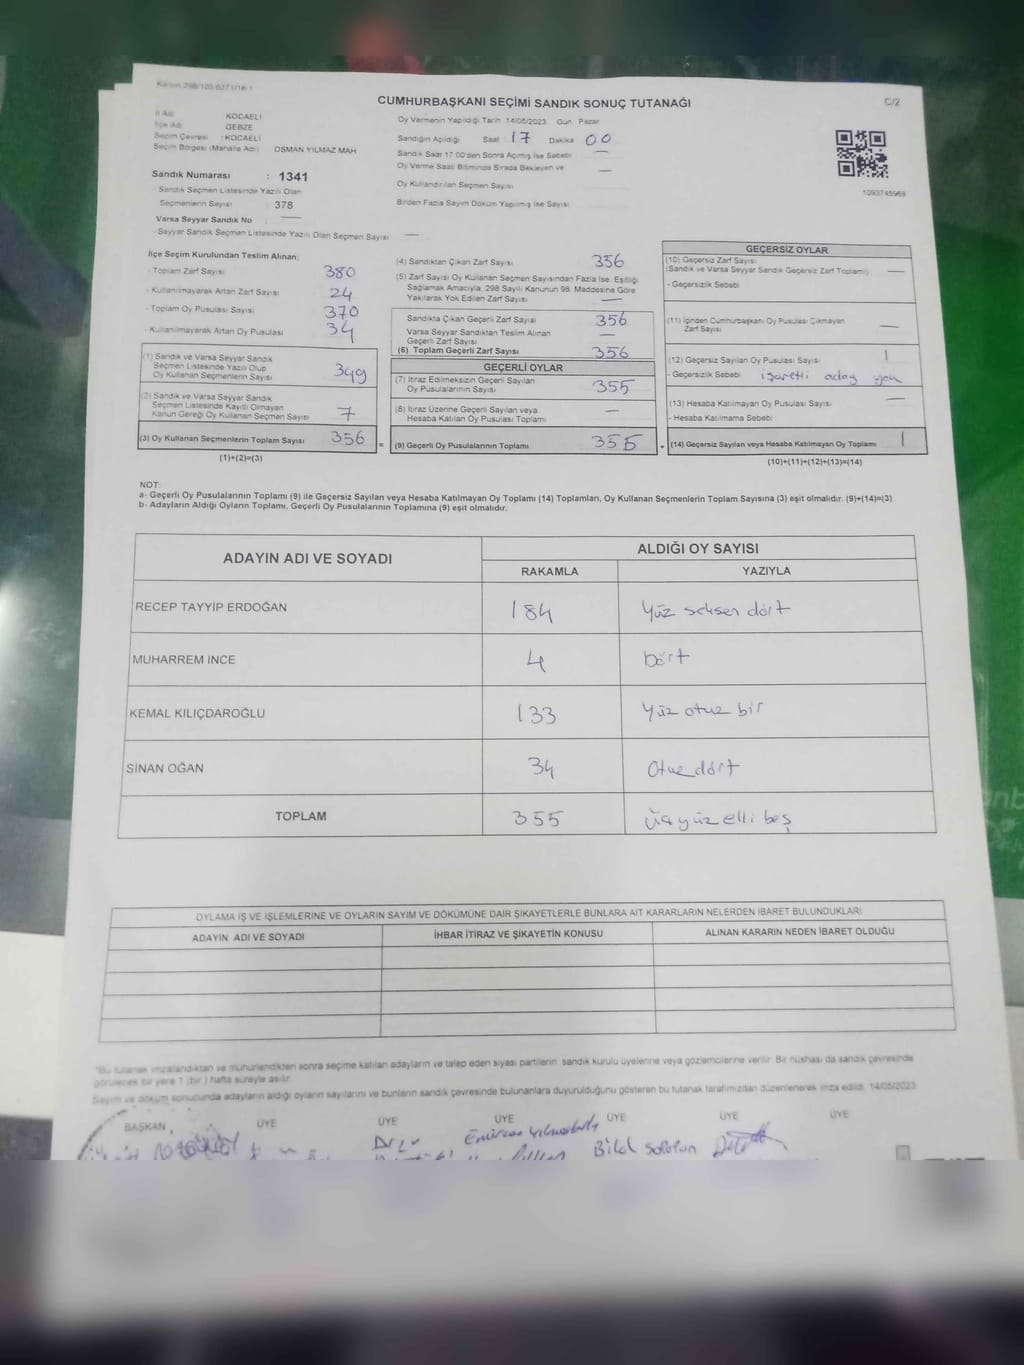 Kanun 298/100,6271/18-1
CUMHURBAŞKANI SEÇİMİ SANDIK SONUÇ TUTANAĞI
C/2
İl Adı KOCAELİ
İlçe Adı GEBZE
Seçim Çevresi : KOCAELİ
Seçim Bölgesi (Mahalle Adı) OSMAN YILMAZ MAH.
Sandık Numarası : 1341
- Sandık Seçmen Listesinde Yazılı Olan
Seçmenlerin Sayısı 378
Varsa Seyyar Sandık No —
- Seyyar Sandık Seçmen Listesinde Yazılı Olan Seçmen Sayısı —
Oy Vermenin Yapıldığı Tarih 14/05/2023 Gün Pazar
Sandığın Açıldığı Saat 17 Dakika 00
Sandık Saat 17:00'den Sonra Açılmış İse Sebebi —
Oy Verme Saati Bitiminde Sırada Bekleyen ve —
Oy Kullandırılan Seçmen Sayısı
Birden Fazla Sayım Döküm Yapılmış İse Sayısı
1093745968
İlçe Seçim Kurulundan Teslim Alınan:
- Toplam Zarf Sayısı 380
- Kullanılmayarak Artan Zarf Sayısı 24
- Toplam Oy Pusulası Sayısı 370
- Kullanılmayarak Artan Oy Pusulası 34
(1) Sandık ve Varsa Seyyar Sandık
Seçmen Listesinde Yazılı Olup
Oy Kullanan Seçmenlerin Sayısı 349
(2) Sandık ve Varsa Seyyar Sandık
Seçmen Listesinde Kayıtlı Olmayan
Kanun Gereği Oy Kullanan Seçmen Sayısı 7
(3) Oy Kullanan Seçmenlerin Toplam Sayısı 356 =
(1)+(2)=(3)
(4) Sandıktan Çıkan Zarf Sayısı 356
(5) Zarf Sayısı Oy Kullanan Seçmen Sayısından Fazla İse, Eşitliği
Sağlamak Amacıyla, 298 Sayılı Kanunun 98. Maddesine Göre
Yakılarak Yok Edilen Zarf Sayısı —
Sandıkta Çıkan Geçerli Zarf Sayısı 356
Varsa Seyyar Sandıktan Teslim Alınan
Geçerli Zarf Sayısı —
(6) Toplam Geçerli Zarf Sayısı 356
GEÇERLİ OYLAR
(7) İtiraz Edilmeksizin Geçerli Sayılan
Oy Pusulalarının Sayısı 355
(8) İtiraz Üzerine Geçerli Sayılan veya
Hesaba Katılan Oy Pusulası Toplamı —
(9) Geçerli Oy Pusulalarının Toplamı 355 +
GEÇERSİZ OYLAR
(10) Geçersiz Zarf Sayısı
(Sandık ve Varsa Seyyar Sandık Geçersiz Zarf Toplamı) —
- Geçersizlik Sebebi
(11) İçinden Cumhurbaşkanı Oy Pusulası Çıkmayan
Zarf Sayısı —
(12) Geçersiz Sayılan Oy Pusulası Sayısı 1
- Geçersizlik Sebebi işaretli aday yok
(13) Hesaba Katılmayan Oy Pusulası Sayısı —
- Hesaba Katılmama Sebebi
(14) Geçersiz Sayılan veya Hesaba Katılmayan Oy Toplamı 1
(10)+(11)+(12)+(13)=(14)
NOT:
a- Geçerli Oy Pusulalarının Toplamı (9) ile Geçersiz Sayılan veya Hesaba Katılmayan Oy Toplamı (14) Toplamları, Oy Kullanan Seçmenlerin Toplam Sayısına (3) eşit olmalıdır. (9)+(14)=(3)
b- Adayların Aldığı Oyların Toplamı, Geçerli Oy Pusulalarının Toplamına (9) eşit olmalıdır.
ADAYIN ADI VE SOYADI
ALDIĞI OY SAYISI
RAKAMLA YAZIYLA
RECEP TAYYİP ERDOĞAN 184 Yüz seksen dört
MUHARREM İNCE 4 Dört
KEMAL KILIÇDAROĞLU 133 Yüz otuz bir
SİNAN OĞAN 34 Otuz dört
TOPLAM 355 Üçyüz elli beş
OYLAMA İŞ VE İŞLEMLERİNE VE OYLARIN SAYIM VE DÖKÜMÜNE DAİR ŞİKAYETLERLE BUNLARA AİT KARARLARIN NELERDEN İBARET BULUNDUKLARI
ADAYIN ADI VE SOYADI İHBAR İTİRAZ VE ŞİKAYETİN KONUSU ALINAN KARARIN NEDEN İBARET OLDUĞU
*Bu tutanak imzalandıktan ve mühürlendikten sonra seçime katılan adayların ve talep eden siyasi partilerin sandık kurulu üyelerine veya gözlemcilerine verilir. Bir nüshası da sandık çevresinde
görülecek bir yere 1 (bir) hafta süreyle asılır.
Sayım ve döküm sonucunda adayların aldığı oyların sayılarını ve bunların sandık çevresinde bulunanlara duyurulduğunu gösteren bu tutanak tarafımızdan düzenlenerek imza edildi. 14/05/2023
BAŞKAN ÜYE ÜYE ÜYE ÜYE ÜYE ÜYE
Bilal